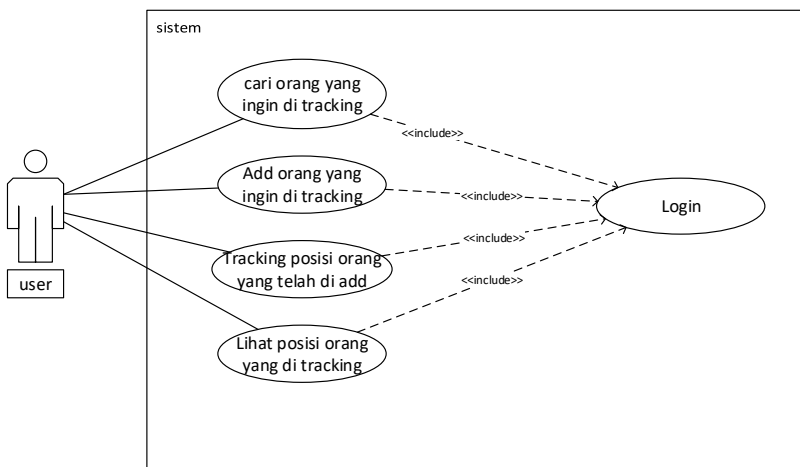 sistem
cari orang yang
ingin di tracking
<<include>>
Add orang yang
ingin di tracking
<<include>>
Login
Tracking posisi orang
yang telah di add
<<include>>
user
<<include>>
Lihat posisi orang
yang di tracking